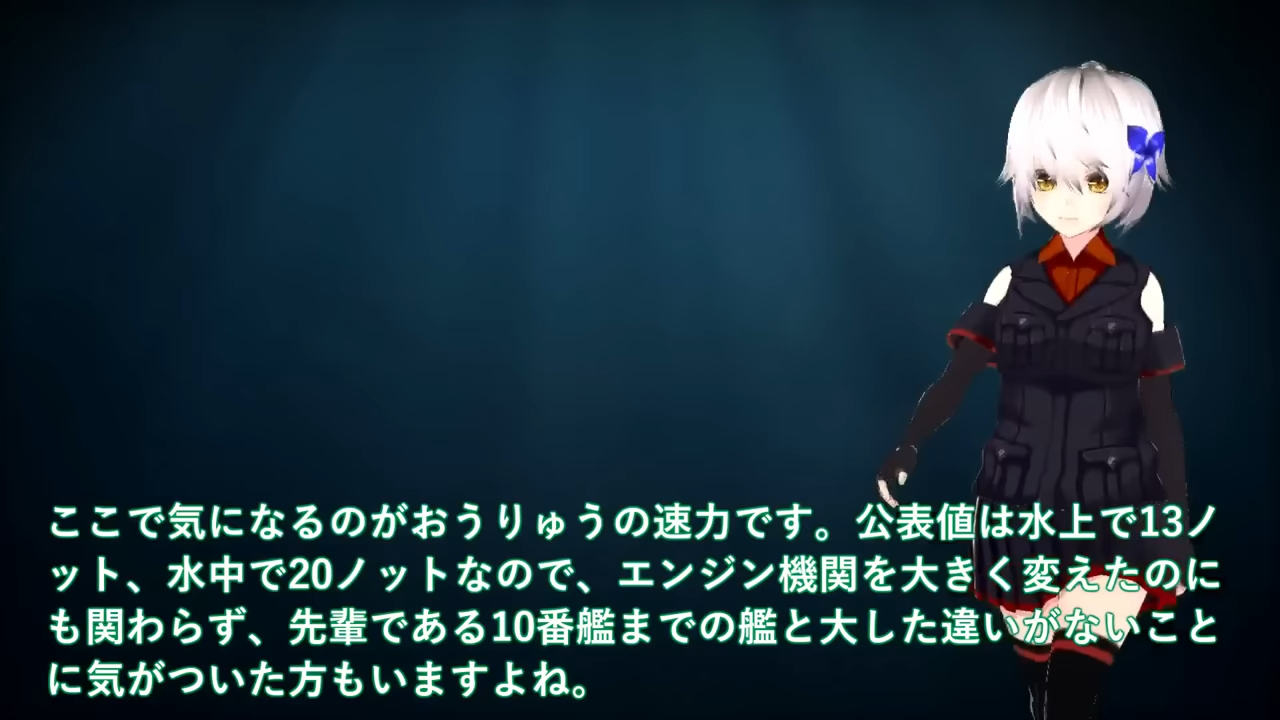 ここで気になるのがおうりゅうの速力です。公表値は水上で13ノ
ット、水中で20ノットなので、エンジン機関を大きく変えたのに
も関わらず、先輩である10番艦までの艦と大した違いがないこと
に気がついた方もいますよね。